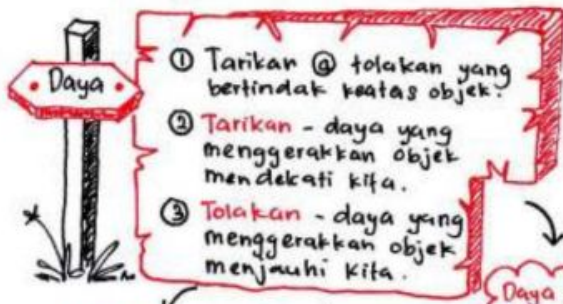 Daya
① Tarikan @ tolakan yang
bertindak keatas objek.
② Tarikan - daya yang
menggerakkan objek
mendekati kita.
③ Tolakan - daya yang
menggerakkan objek
menjauhi kita.
Daya